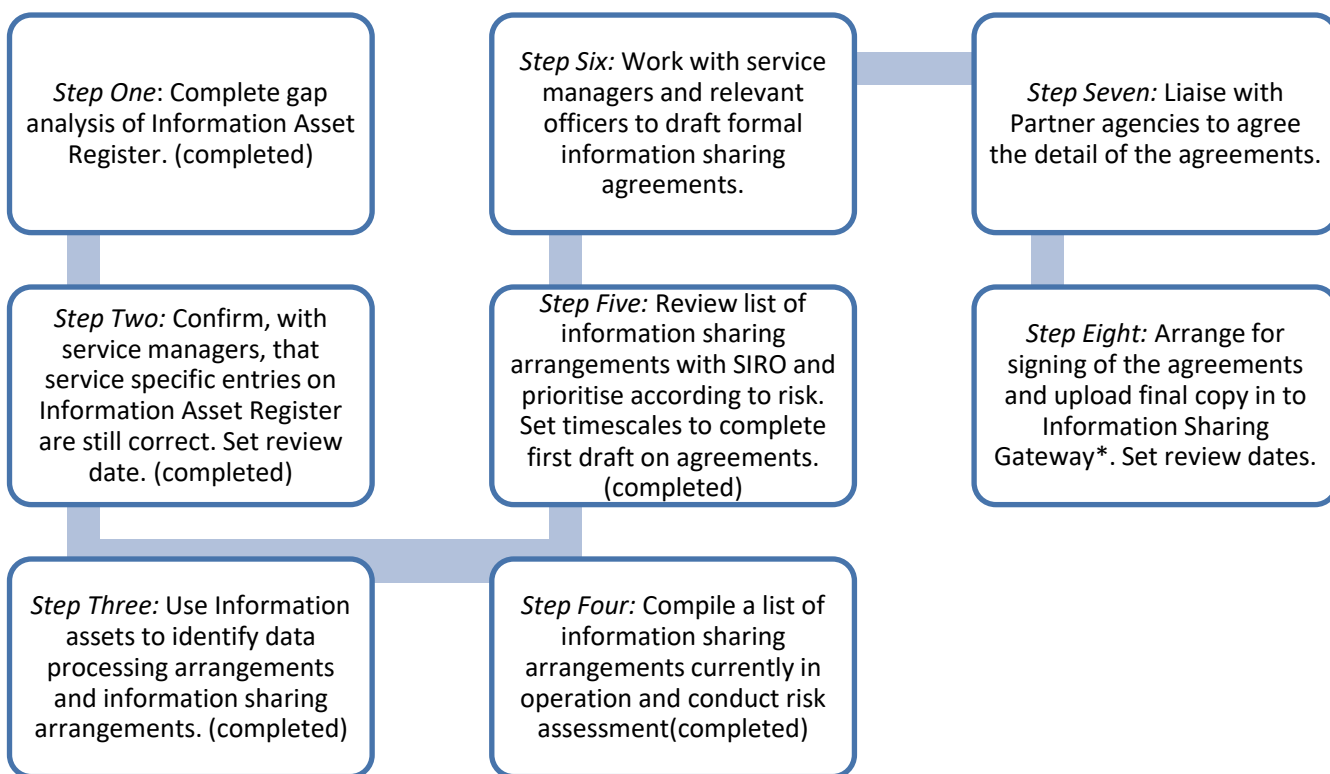 Step One: Complete gap
analysis of Information Asset
Register. (completed)
Step Two: Confirm, with
service managers, that
service specific entries on
Information Asset Register
are still correct. Set review
date. (completed)
Step Three: Use Information
assets to identify data
processing arrangements
and information sharing
arrangements. (completed)
Step Four: Compile a list of
information sharing
arrangements currently in
operation and conduct risk
assessment(completed)
Step Five: Review list of
information sharing
arrangements with SIRO and
prioritise according to risk.
Set timescales to complete
first draft on agreements.
(completed)
Step Six: Work with service
managers and relevant
officers to draft formal
information sharing
agreements.
Step Seven: Liaise with
Partner agencies to agree
the detail of the agreements.
Step Eight: Arrange for
signing of the agreements
and upload final copy in to
Information Sharing
Gateway*. Set review dates.